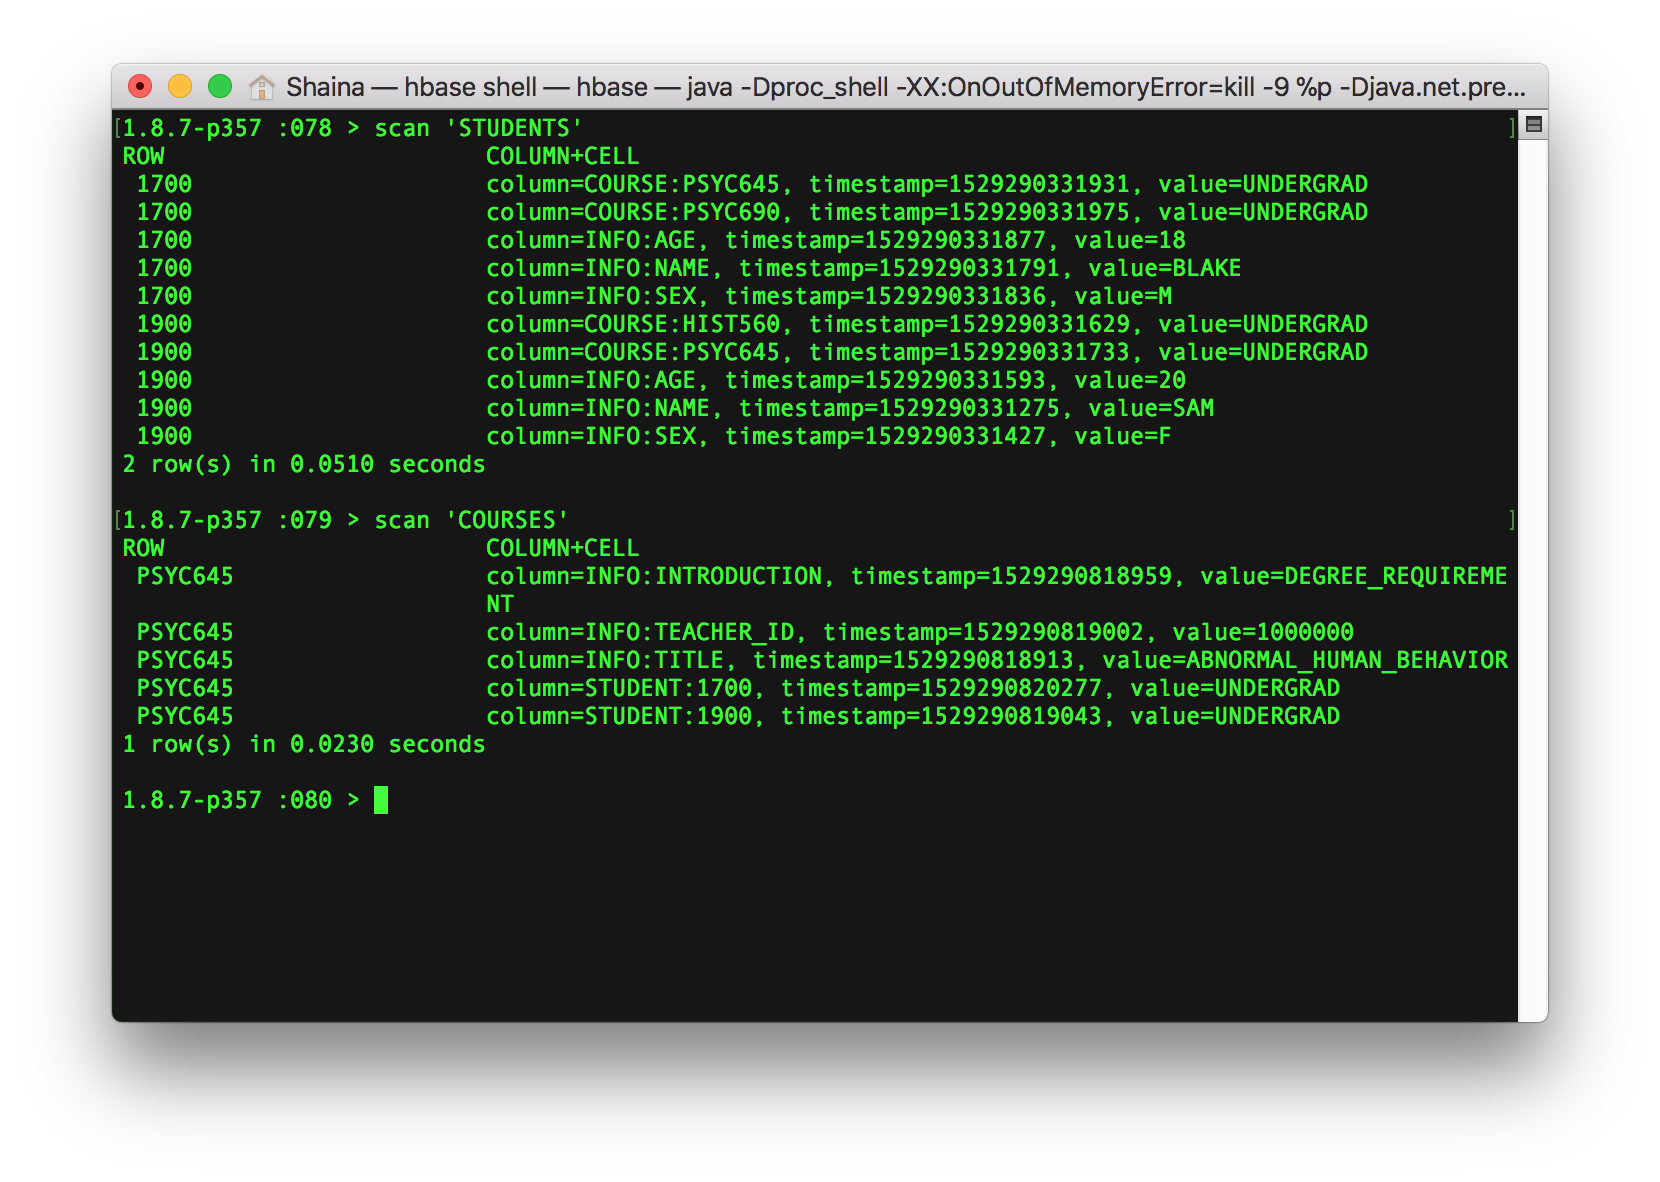 Shaina — hbase shell — hbase — java -Dproc_shell -XX:OnOutOfMemoryError=kill -9 %p -Djava.net.pre...
[1.8.7-p357 :078 > scan 'STUDENTS' ]
ROW COLUMN+CELL
1700 column=COURSE:PSYC645, timestamp=1529290331931, value=UNDERGRAD
1700 column=COURSE:PSYC690, timestamp=1529290331975, value=UNDERGRAD
1700 column=INFO:AGE, timestamp=1529290331877, value=18
1700 column=INFO:NAME, timestamp=1529290331791, value=BLAKE
1700 column=INFO:SEX, timestamp=1529290331836, value=M
1900 column=COURSE:HIST560, timestamp=1529290331629, value=UNDERGRAD
1900 column=COURSE:PSYC645, timestamp=1529290331733, value=UNDERGRAD
1900 column=INFO:AGE, timestamp=1529290331593, value=20
1900 column=INFO:NAME, timestamp=1529290331275, value=SAM
1900 column=INFO:SEX, timestamp=1529290331427, value=F
2 row(s) in 0.0510 seconds
[1.8.7-p357 :079 > scan 'COURSES' ]
ROW COLUMN+CELL
PSYC645 column=INFO:INTRODUCTION, timestamp=1529290818959, value=DEGREE_REQUIREME
NT
PSYC645 column=INFO:TEACHER_ID, timestamp=1529290819002, value=1000000
PSYC645 column=INFO:TITLE, timestamp=1529290818913, value=ABNORMAL_HUMAN_BEHAVIOR
PSYC645 column=STUDENT:1700, timestamp=1529290820277, value=UNDERGRAD
PSYC645 column=STUDENT:1900, timestamp=1529290819043, value=UNDERGRAD
1 row(s) in 0.0230 seconds
1.8.7-p357 :080 >